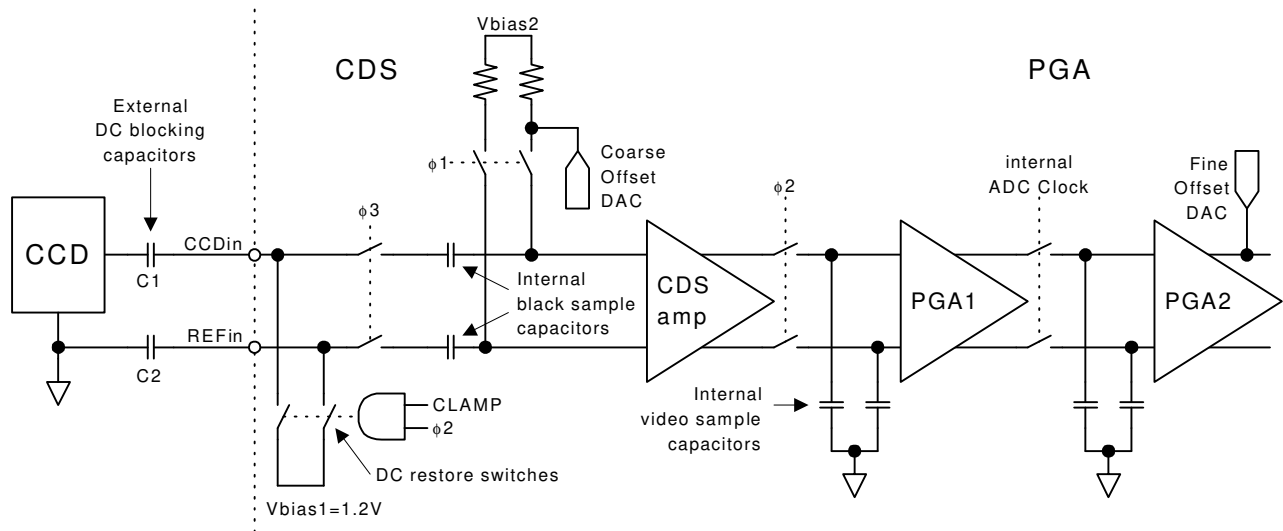 Vbias2
CDS
PGA
External
DC blocking
capacitors
ϕ1
Coarse
Offset
DAC
internal
ADC Clock
Fine
Offset
DAC
ϕ3
ϕ2
CCD
C1
CCDin
Internal
black sample
capacitors
CDS
amp
PGA1
PGA2
C2
REFin
CLAMP
ϕ2
DC restore switches
Internal
video sample
capacitors
Vbias1=1.2V